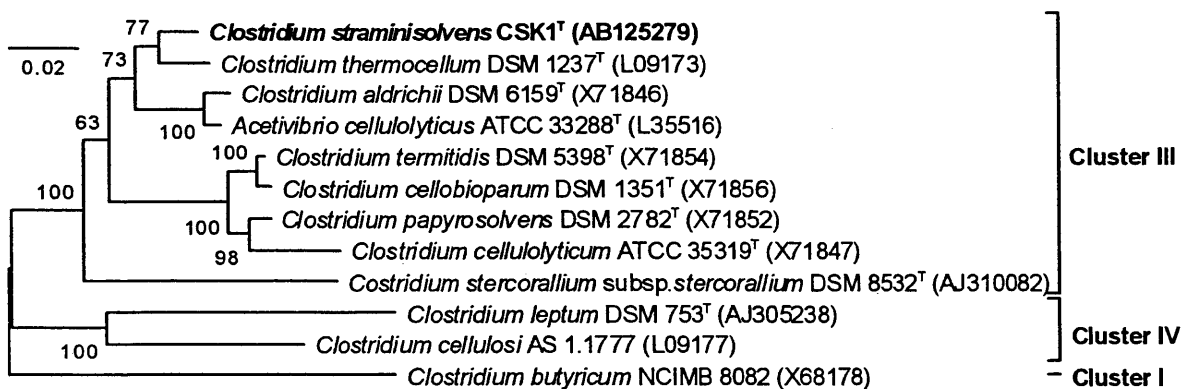 77
Clostridium straminisolvens CSK1ᵀ (AB125279)
0.02
73
Clostridium thermocellum DSM 1237ᵀ (L09173)
Clostridium aldrichii DSM 6159ᵀ (X71846)
63
100
Acetivibrio cellulolyticus ATCC 33288ᵀ (L35516)
100
Clostridium termitidis DSM 5398ᵀ (X71854)
Cluster III
Clostridium cellobioparum DSM 1351ᵀ (X71856)
100
100
Clostridium papyrosolvens DSM 2782ᵀ (X71852)
98
Clostridium cellulolyticum ATCC 35319ᵀ (X71847)
Costridium stercorallium subsp.stercorallium DSM 8532ᵀ (AJ310082)
Clostridium leptum DSM 753ᵀ (AJ305238)
Cluster IV
100
Clostridium cellulosi AS 1.1777 (L09177)
Clostridium butyricum NCIMB 8082 (X68178)
Cluster I